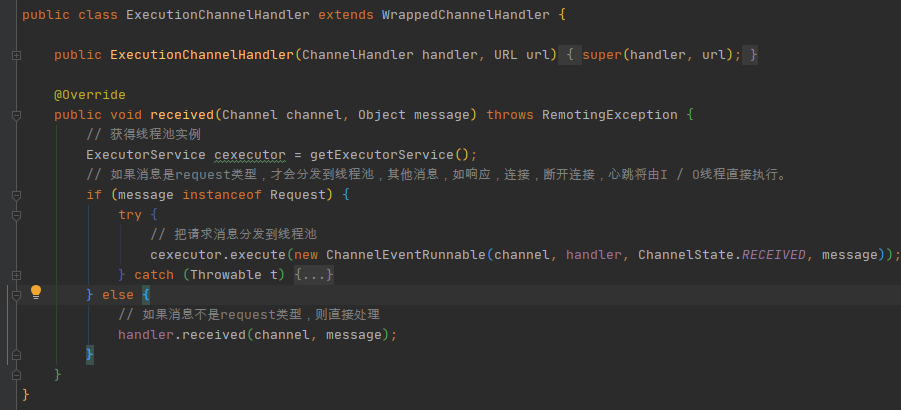 public class ExecutionChannelHandler extends WrappedChannelHandler {
public ExecutionChannelHandler(ChannelHandler handler, URL url) { super(handler, url); }
@Override
public void received(Channel channel, Object message) throws RemotingException {
// 获得线程池实例
ExecutorService cexecutor = getExecutorService();
// 如果消息是request类型，才会分发到线程池，其他消息，如响应，连接，断开连接，心跳将由I / O线程直接执行。
if (message instanceof Request) {
try {
// 把请求消息分发到线程池
cexecutor.execute(new ChannelEventRunnable(channel, handler, ChannelState.RECEIVED, message));
} catch (Throwable t) {...}
} else {
// 如果消息不是request类型，则直接处理
handler.received(channel, message);
}
}
}